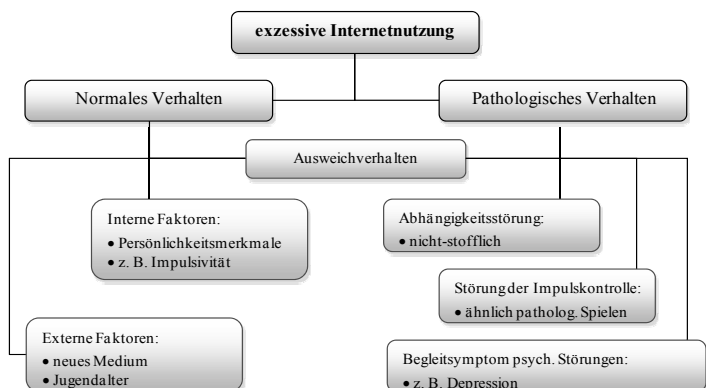 exzessive Internetnutzung
Normales Verhalten
Pathologisches Verhalten
Ausweichverhalten
Interne Faktoren:
• Persönlichkeitsmerkmale
• z. B. Impulsivität
Abhängigkeitsstörung:
• nicht-stofflich
Störung der Impulskontrolle:
• ähnlich patholog. Spielen
Externe Faktoren:
• neues Medium
• Jugendalter
Begleitsymptom psych. Störungen:
• z. B. Depression